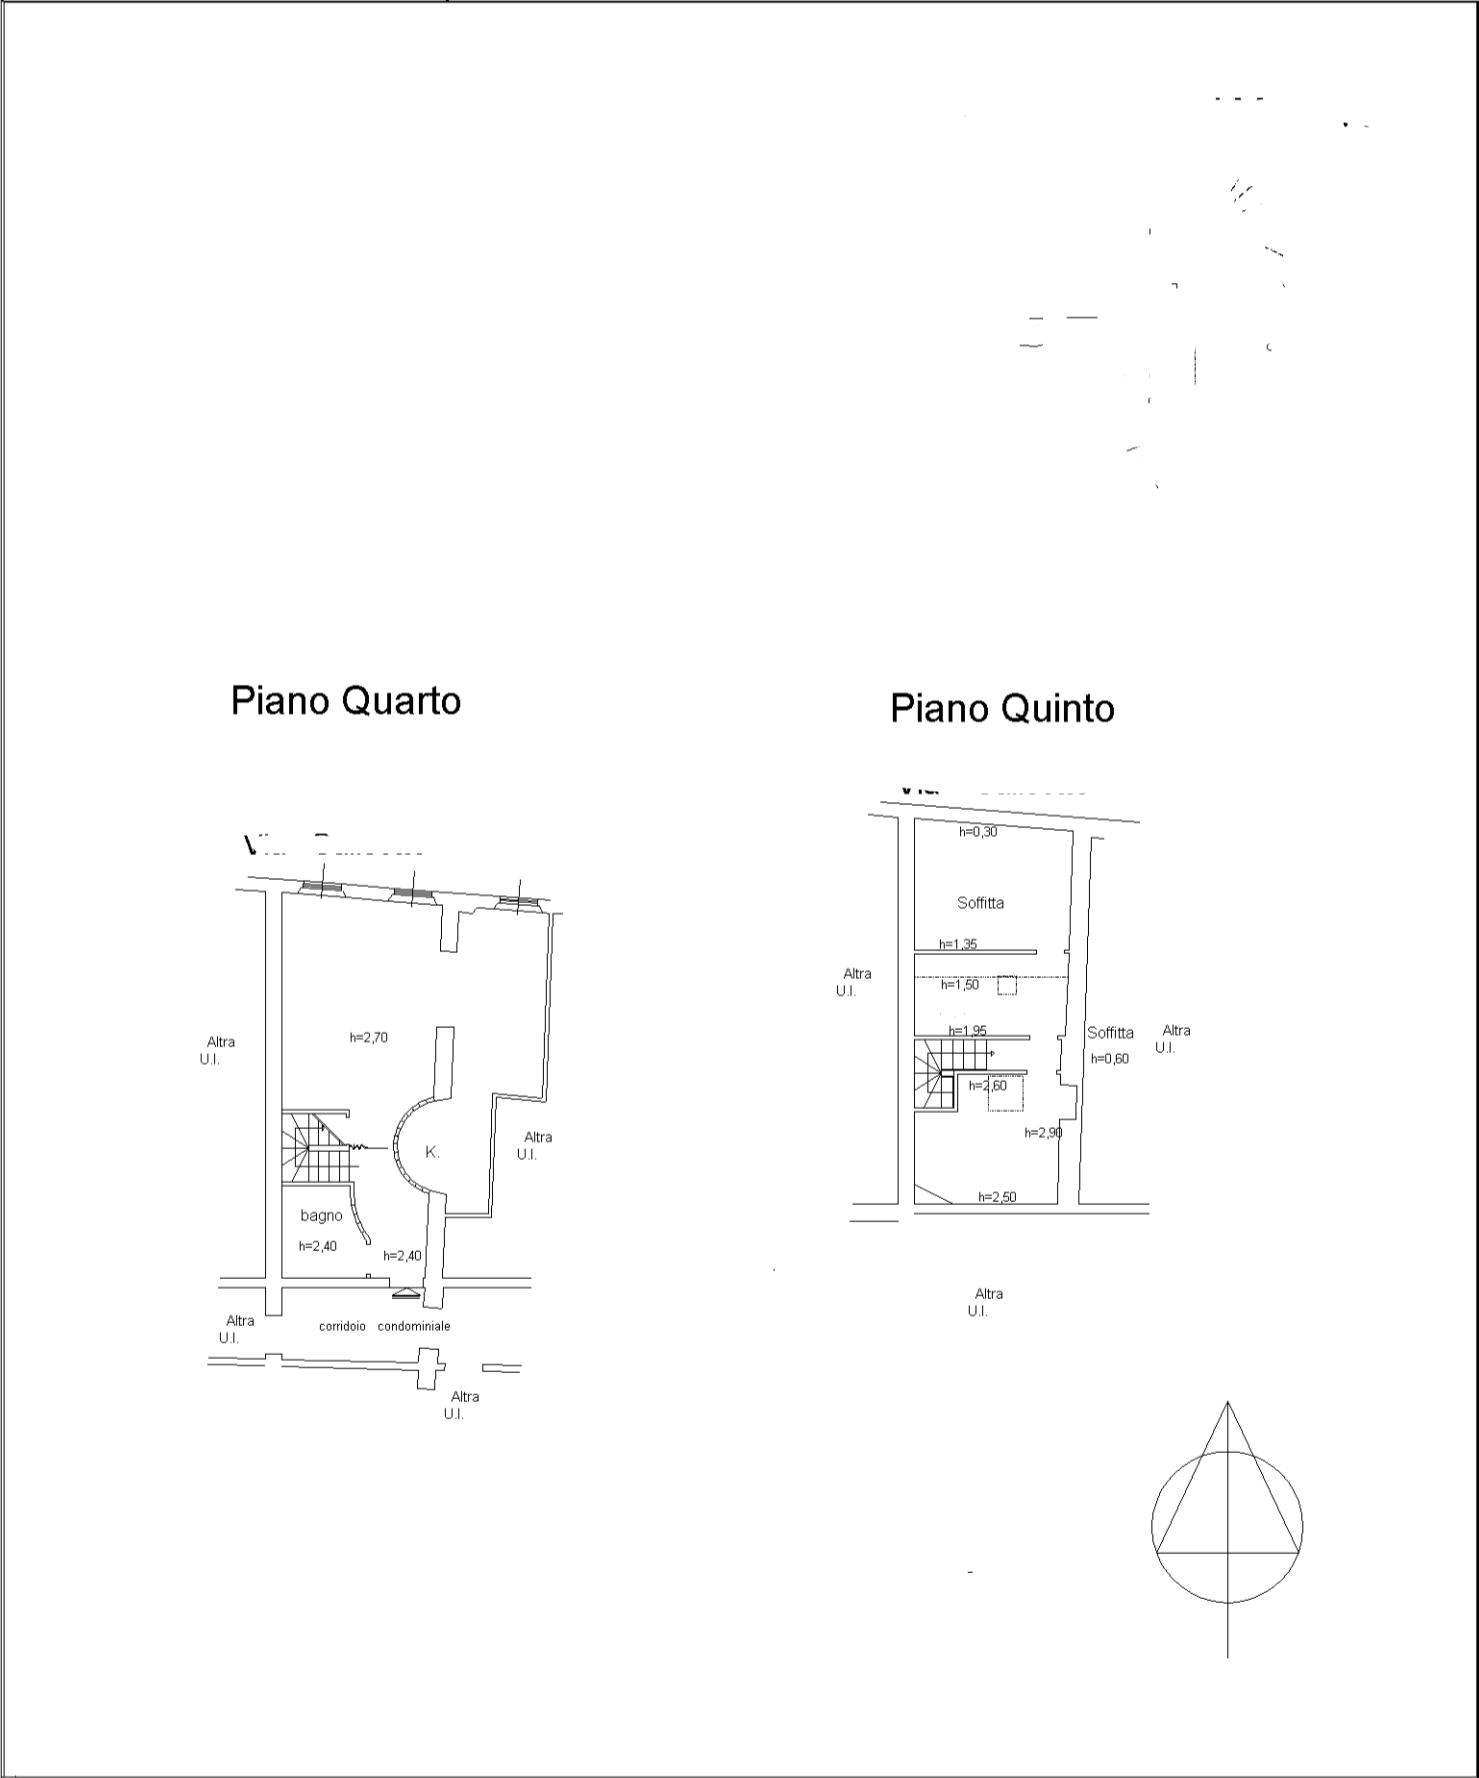 Piano Quarto
Altra
U.I.
h=2,70
K.
Altra
U.I.
bagno
h=2,40
h=2,40
Altra
U.I.
corridoio condominiale
Altra
U.I.
Piano Quinto
h=0,30
Soffitta
h=1,35
Altra
U.I.
h=1,50
h=1,95
Soffitta
h=0,60
Altra
U.I.
h=2,60
h=2,90
h=2,50
Altra
U.I.